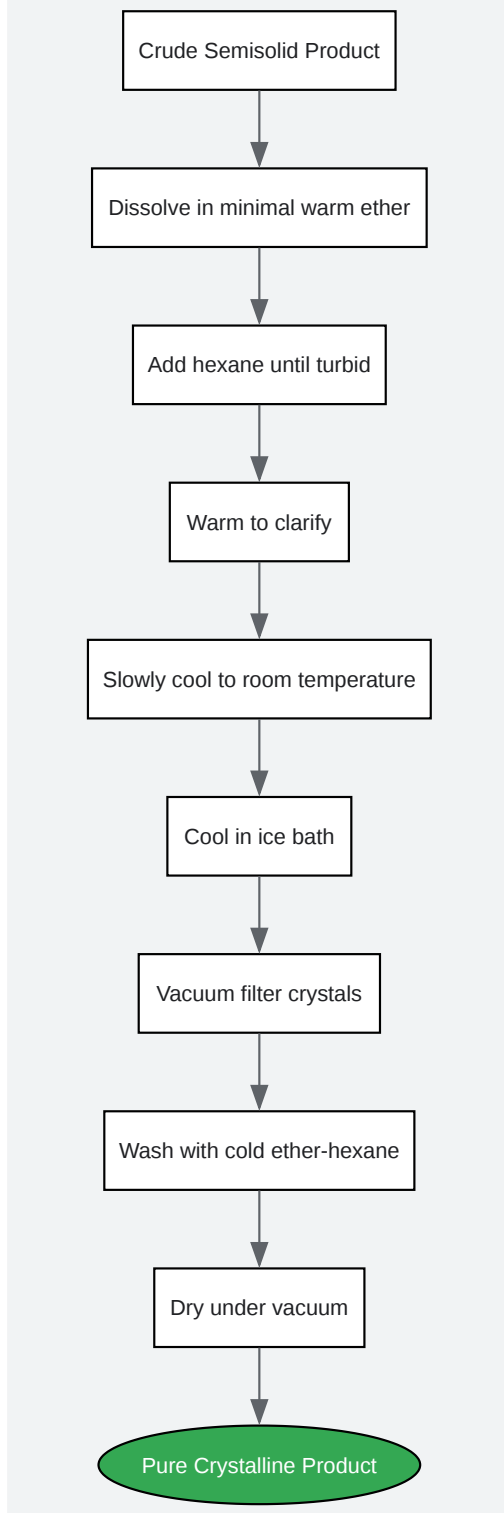 Crude Semisolid Product
Dissolve in minimal warm ether
Add hexane until turbid
Warm to clarify
Slowly cool to room temperature
Cool in ice bath
Vacuum filter crystals
Wash with cold ether-hexane
Dry under vacuum
Pure Crystalline Product